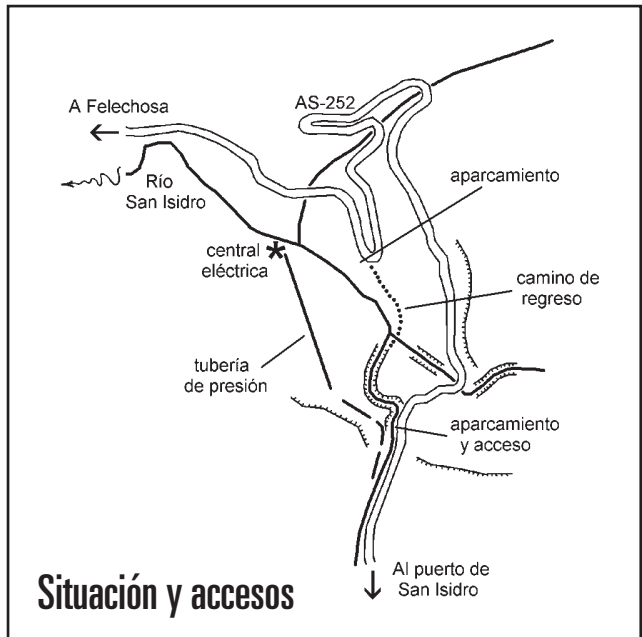 AS-252
A Felechosa
aparcamiento
Río
San Isidro
central
eléctrica
camino de
regreso
tubería
de presión
aparcamiento
y acceso
Al puerto de
San Isidro
Situación y accesos